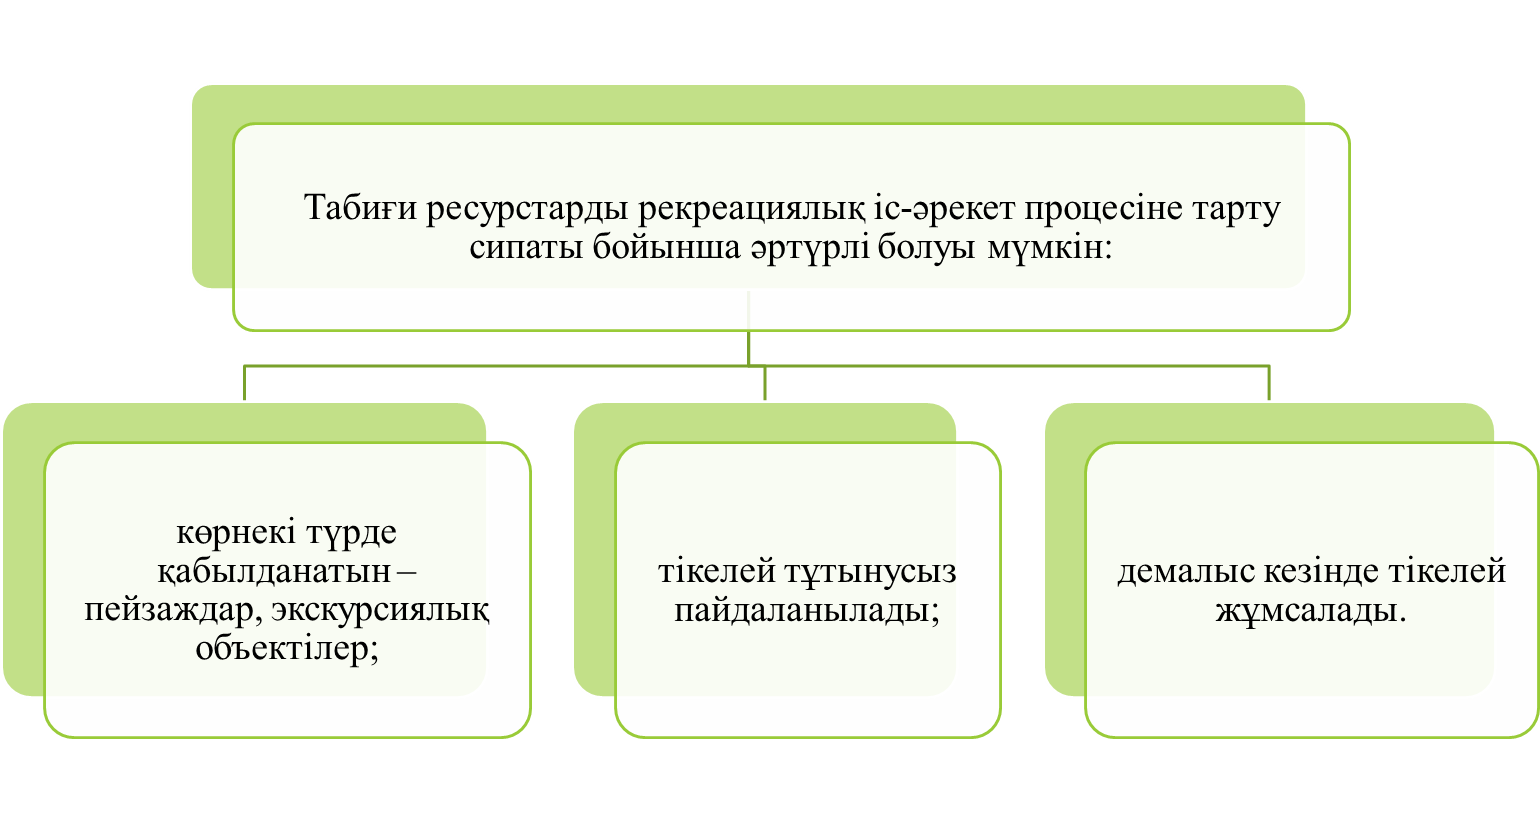 Табиғи ресурстарды рекреациялық іс-әрекет процесіне тарту
сипаты бойынша әртүрлі болуы мүмкін:
көрнекі түрде
қабылданатын –
пейзаждар, экскурсиялық
объектілер;
тікелей тұтынусыз
пайдаланылады;
демалыс кезінде тікелей
жұмсалады.